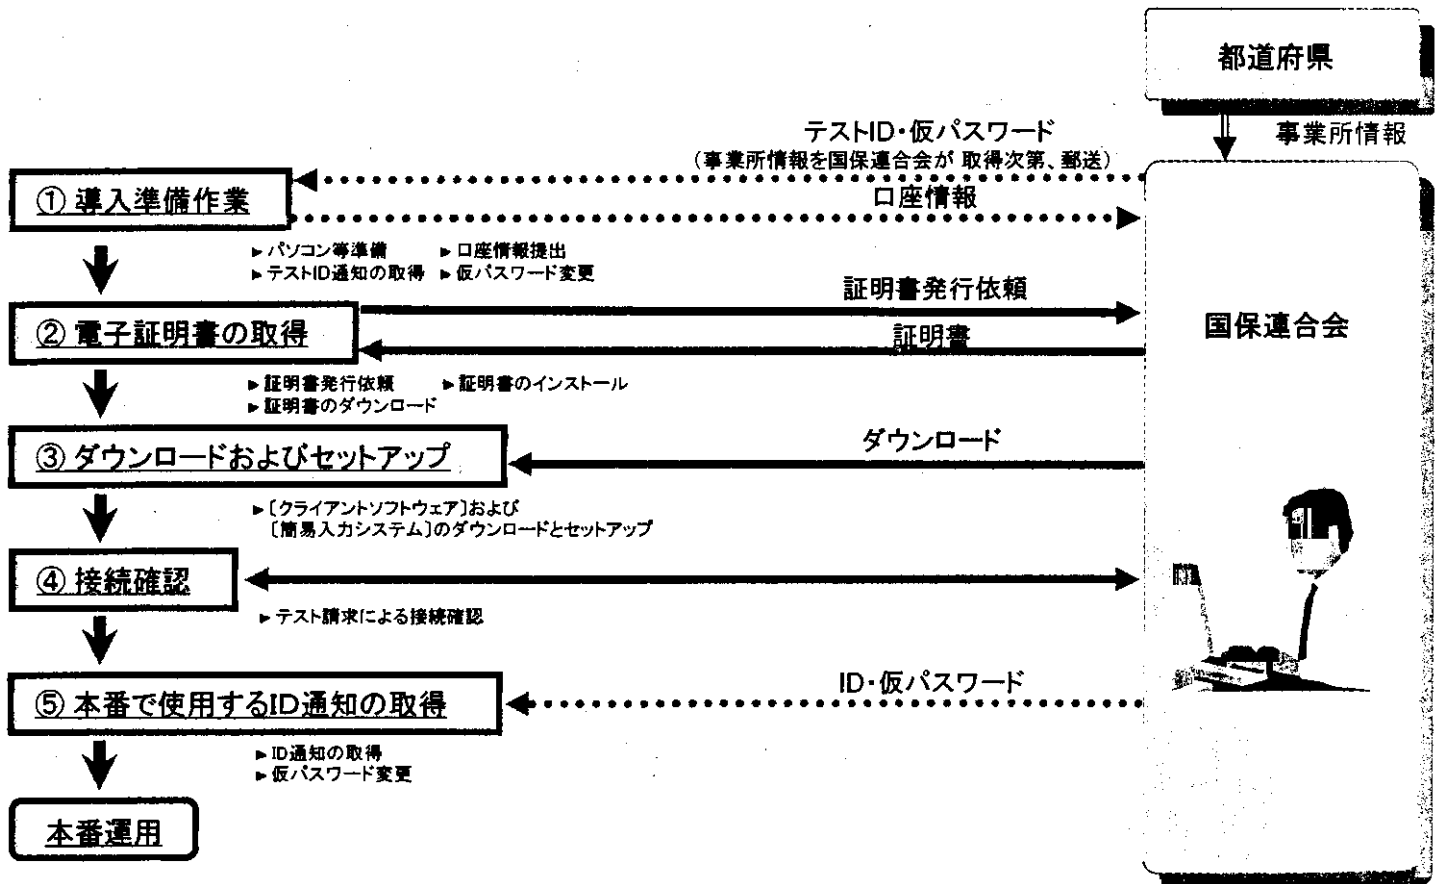 都道府県
事業所情報
テストID・仮パスワード
(事業所情報を国保連合会が 取得次第、郵送)
① 導入準備作業
口座情報
▶ パソコン等準備 ▶ 口座情報提出
▶ テストID通知の取得 ▶ 仮パスワード変更
証明書発行依頼
② 電子証明書の取得
証明書
国保連合会
▶ 証明書発行依頼 ▶ 証明書のインストール
▶ 証明書のダウンロード
ダウンロード
③ ダウンロードおよびセットアップ
▶ 〔クライアントソフトウェア〕および
〔簡易入力システム〕のダウンロードとセットアップ
④ 接続確認
▶ テスト請求による接続確認
ID・仮パスワード
⑤ 本番で使用するID通知の取得
▶ ID通知の取得
▶ 仮パスワード変更
本番運用